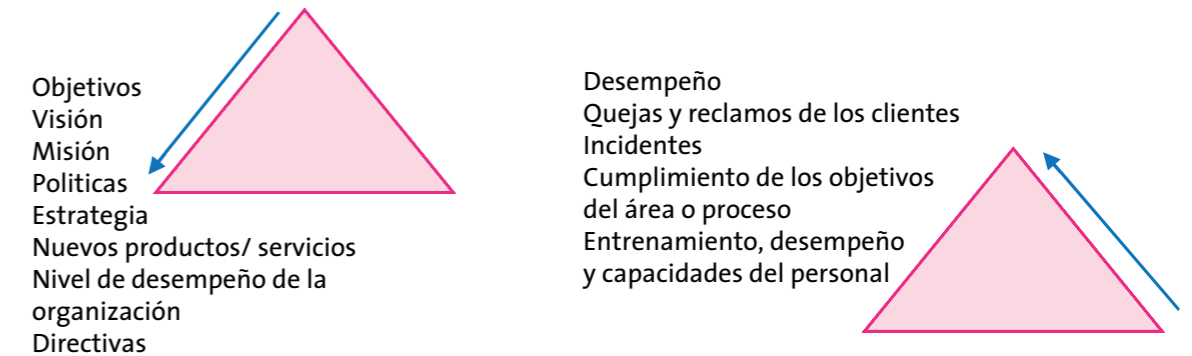 Objetivos
Visión
Misión
Politicas
Estrategia
Nuevos productos/ servicios
Nivel de desempeño de la
organización
Directivas
Desempeño
Quejas y reclamos de los clientes
Incidentes
Cumplimiento de los objetivos
del área o proceso
Entrenamiento, desempeño
y capacidades del personal